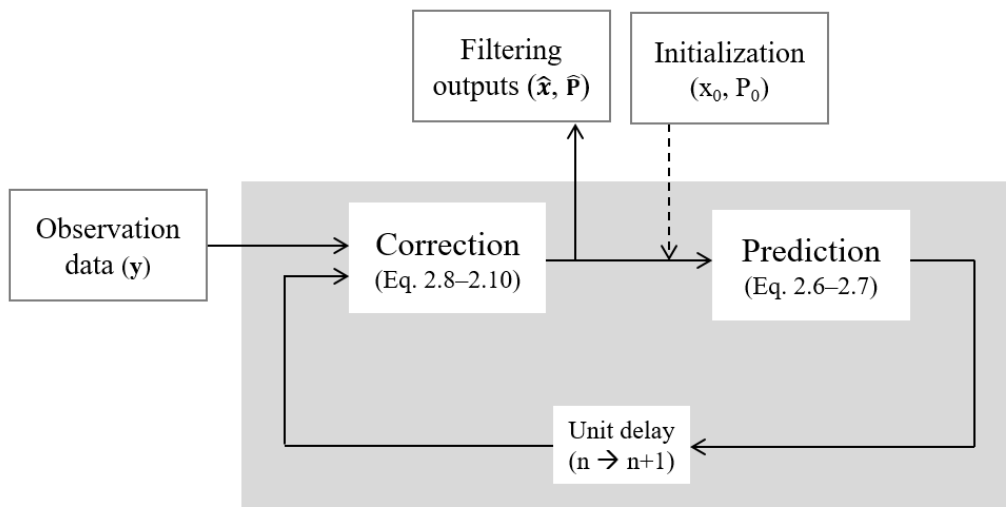 Filtering
outputs (x̂, P̂)
Initialization
(x₀, P₀)
Observation
data (y)
Correction
(Eq. 2.8–2.10)
Prediction
(Eq. 2.6–2.7)
Unit delay
(n → n+1)